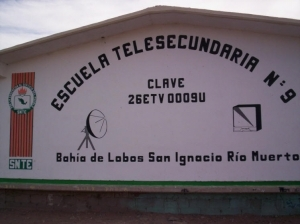 ESCUELA TELESECUNDARIA Nº 9
CLAVE
26ETV0009U
SNTE
Bahía de Lobos San Ignacio Río Muerto